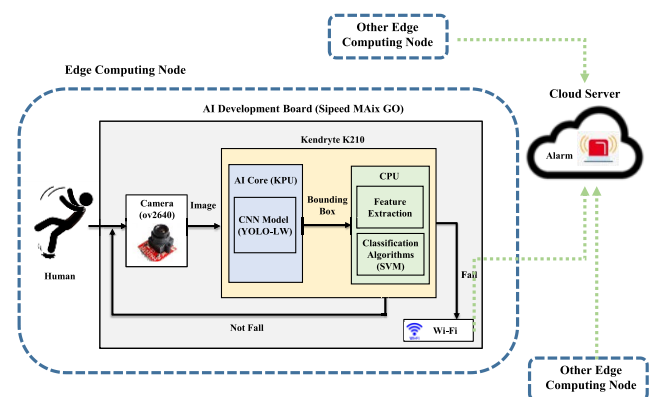 Other Edge
Computing Node
Edge Computing Node
Cloud Server
Alarm
AI Development Board (Sipeed MAix GO)
Kendryte K210
AI Core (KPU)
CNN Model
(YOLO-LW)
Bounding
Box
CPU
Feature
Extraction
Classification
Algorithms
(SVM)
Camera
(ov2640)
Image
Human
Fall
Not Fall
Wi-Fi
Other Edge
Computing Node